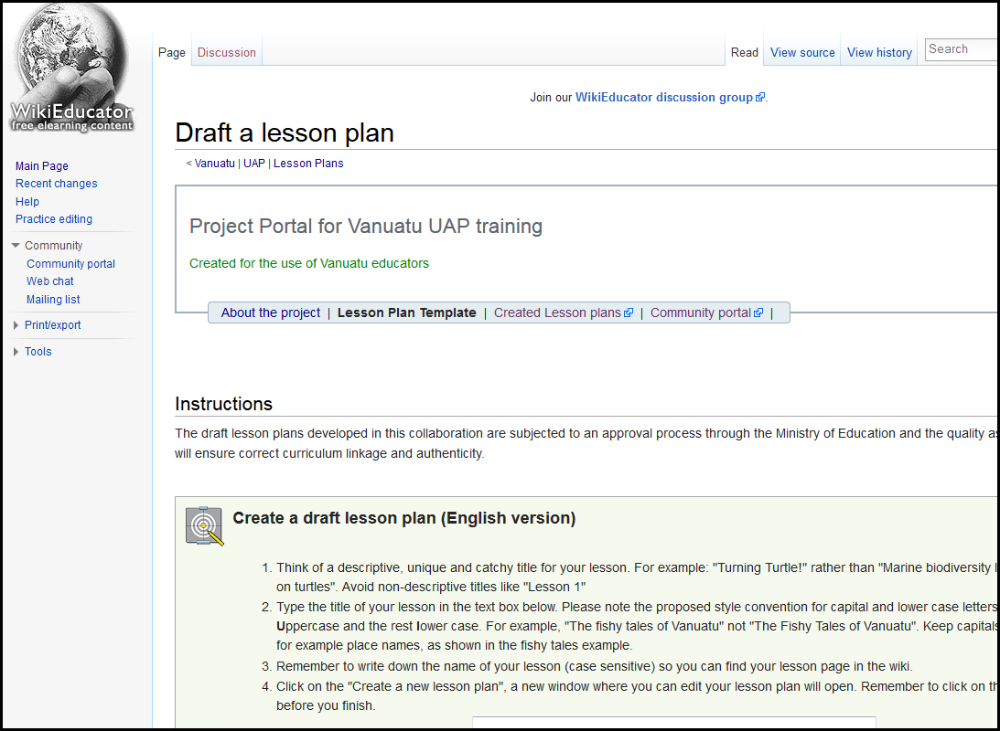 WikiEducator
free elearning content
Page
Discussion
Read
View source
View history
Search
Join our WikiEducator discussion group.
Draft a lesson plan
< Vanuatu | UAP | Lesson Plans
Main Page
Recent changes
Help
Practice editing
Community
Community portal
Web chat
Mailing list
Print/export
Tools
Project Portal for Vanuatu UAP training
Created for the use of Vanuatu educators
About the project | Lesson Plan Template | Created Lesson plans | Community portal |
Instructions
The draft lesson plans developed in this collaboration are subjected to an approval process through the Ministry of Education and the quality
will ensure correct curriculum linkage and authenticity.
Create a draft lesson plan (English version)
1. Think of a descriptive, unique and catchy title for your lesson. For example: "Turning Turtle!" rather than "Marine biodiversity
on turtles". Avoid non-descriptive titles like "Lesson 1"
2. Type the title of your lesson in the text box below. Please note the proposed style convention for capital and lower case letters
Uppercase and the rest lower case. For example, "The fishy tales of Vanuatu" not "The Fishy Tales of Vanuatu". Keep capitals
for example place names, as shown in the fishy tales example.
3. Remember to write down the name of your lesson (case sensitive) so you can find your lesson page in the wiki.
4. Click on the "Create a new lesson plan", a new window where you can edit your lesson plan will open. Remember to click on
before you finish.